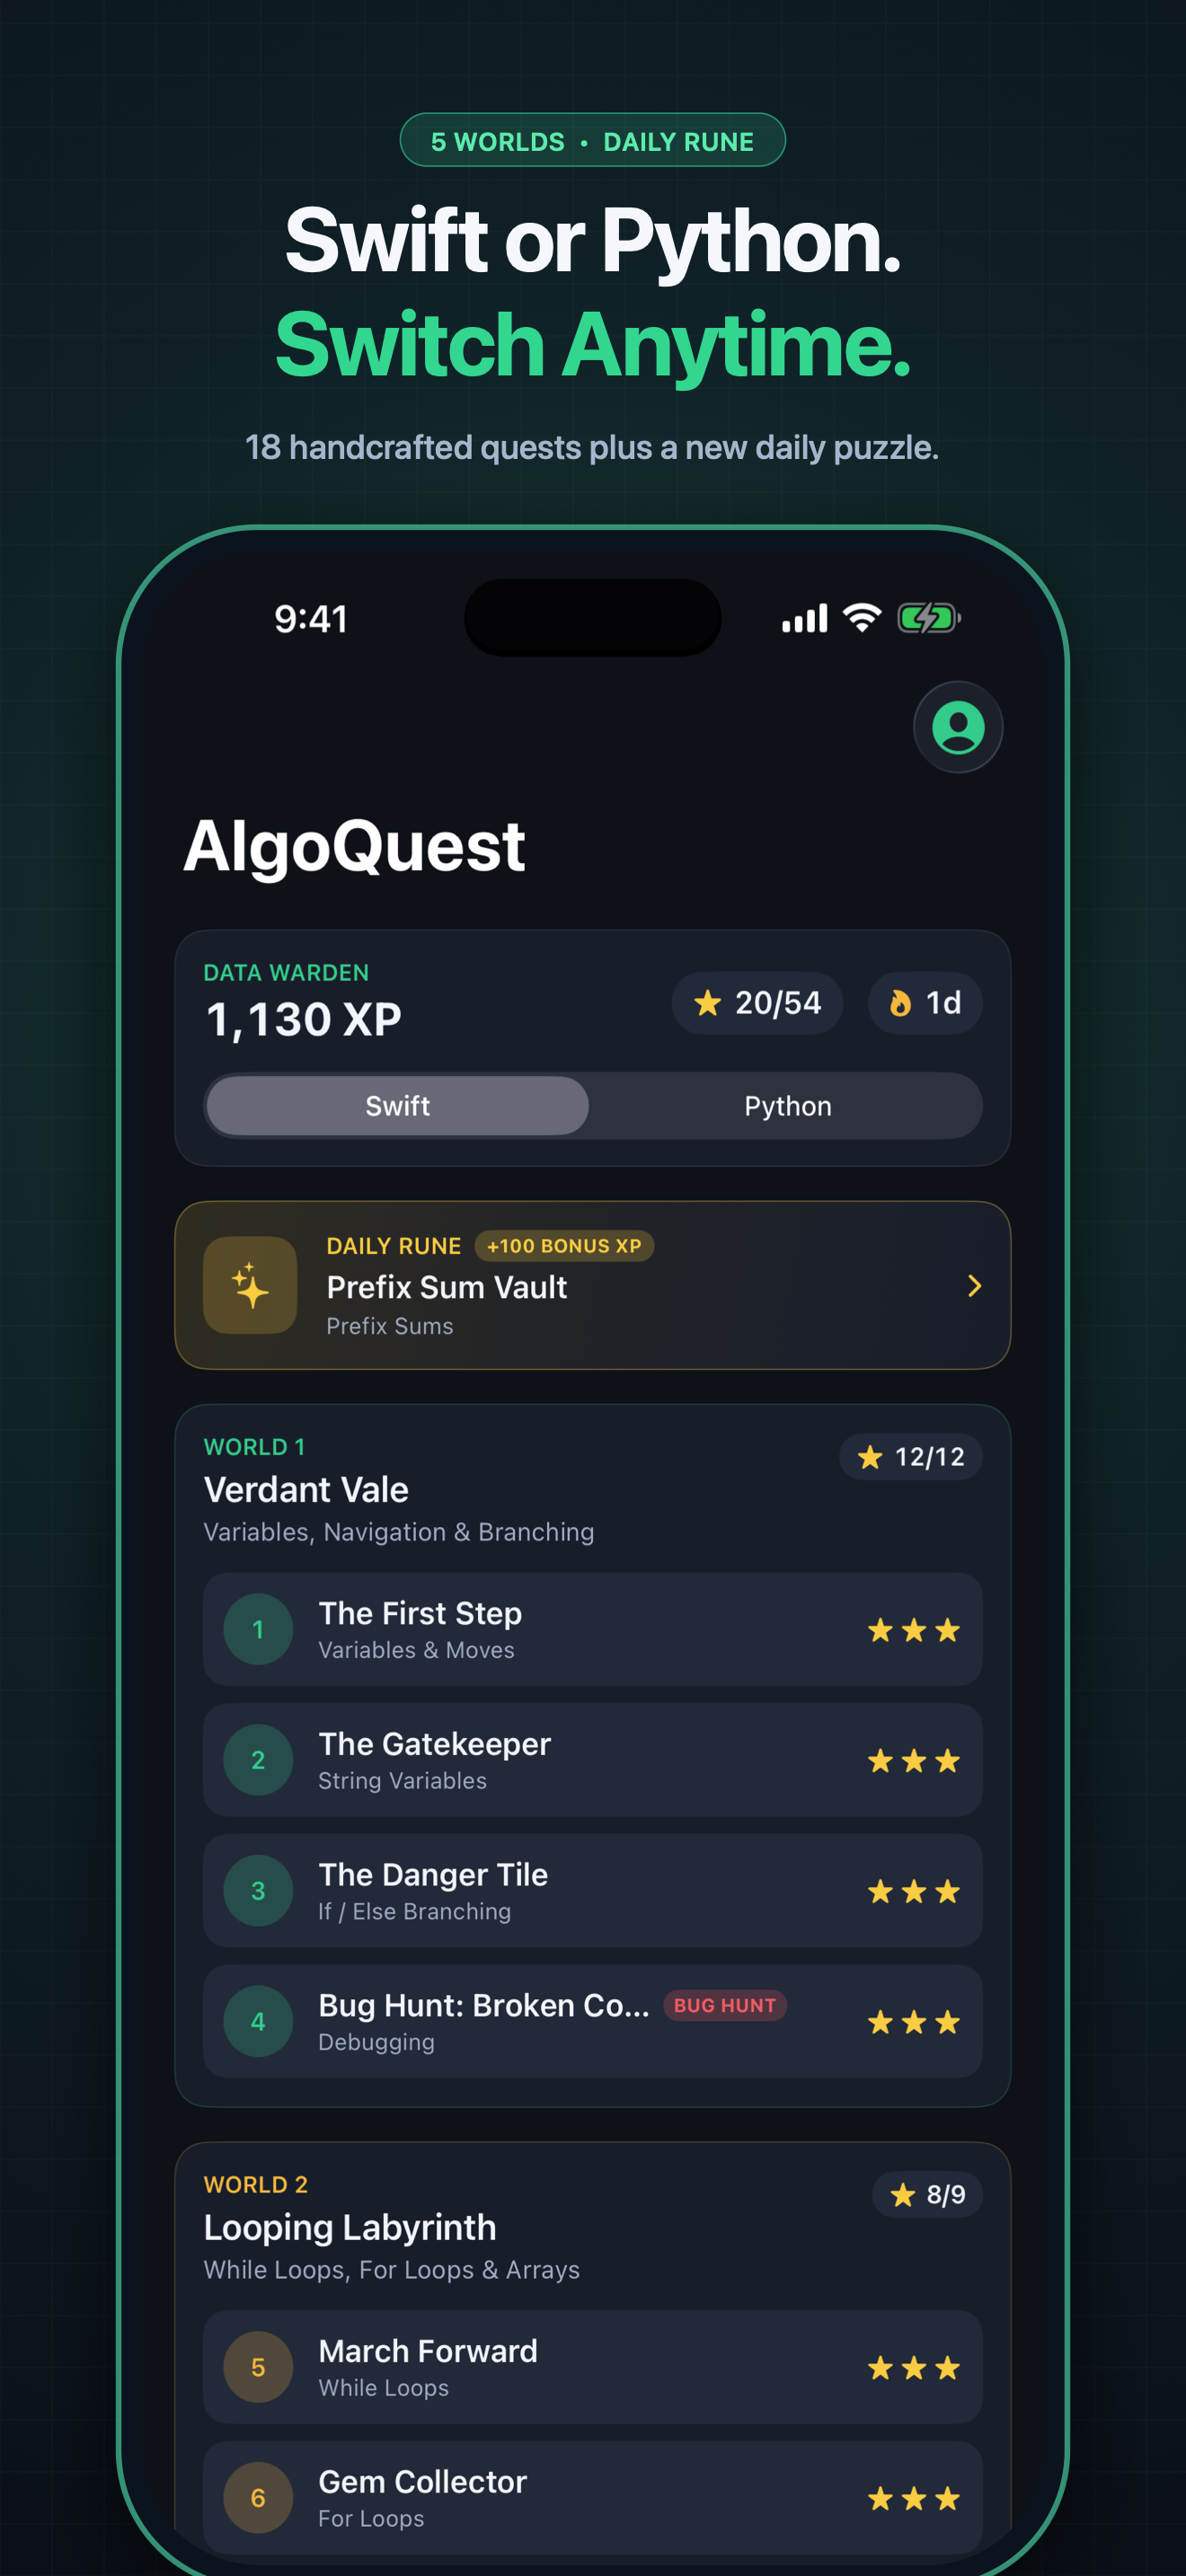 5 WORLDS • DAILY RUNE
Swift or Python.
Switch Anytime.
18 handcrafted quests plus a new daily puzzle.
9:41
AlgoQuest
DATA WARDEN
1,130 XP
20/54
1d
Swift
Python
DAILY RUNE
+100 BONUS XP
Prefix Sum Vault
Prefix Sums
WORLD 1
12/12
Verdant Vale
Variables, Navigation & Branching
1
The First Step
Variables & Moves
2
The Gatekeeper
String Variables
3
The Danger Tile
If / Else Branching
4
Bug Hunt: Broken Co...
BUG HUNT
Debugging
WORLD 2
8/9
Looping Labyrinth
While Loops, For Loops & Arrays
5
March Forward
While Loops
6
Gem Collector
For Loops